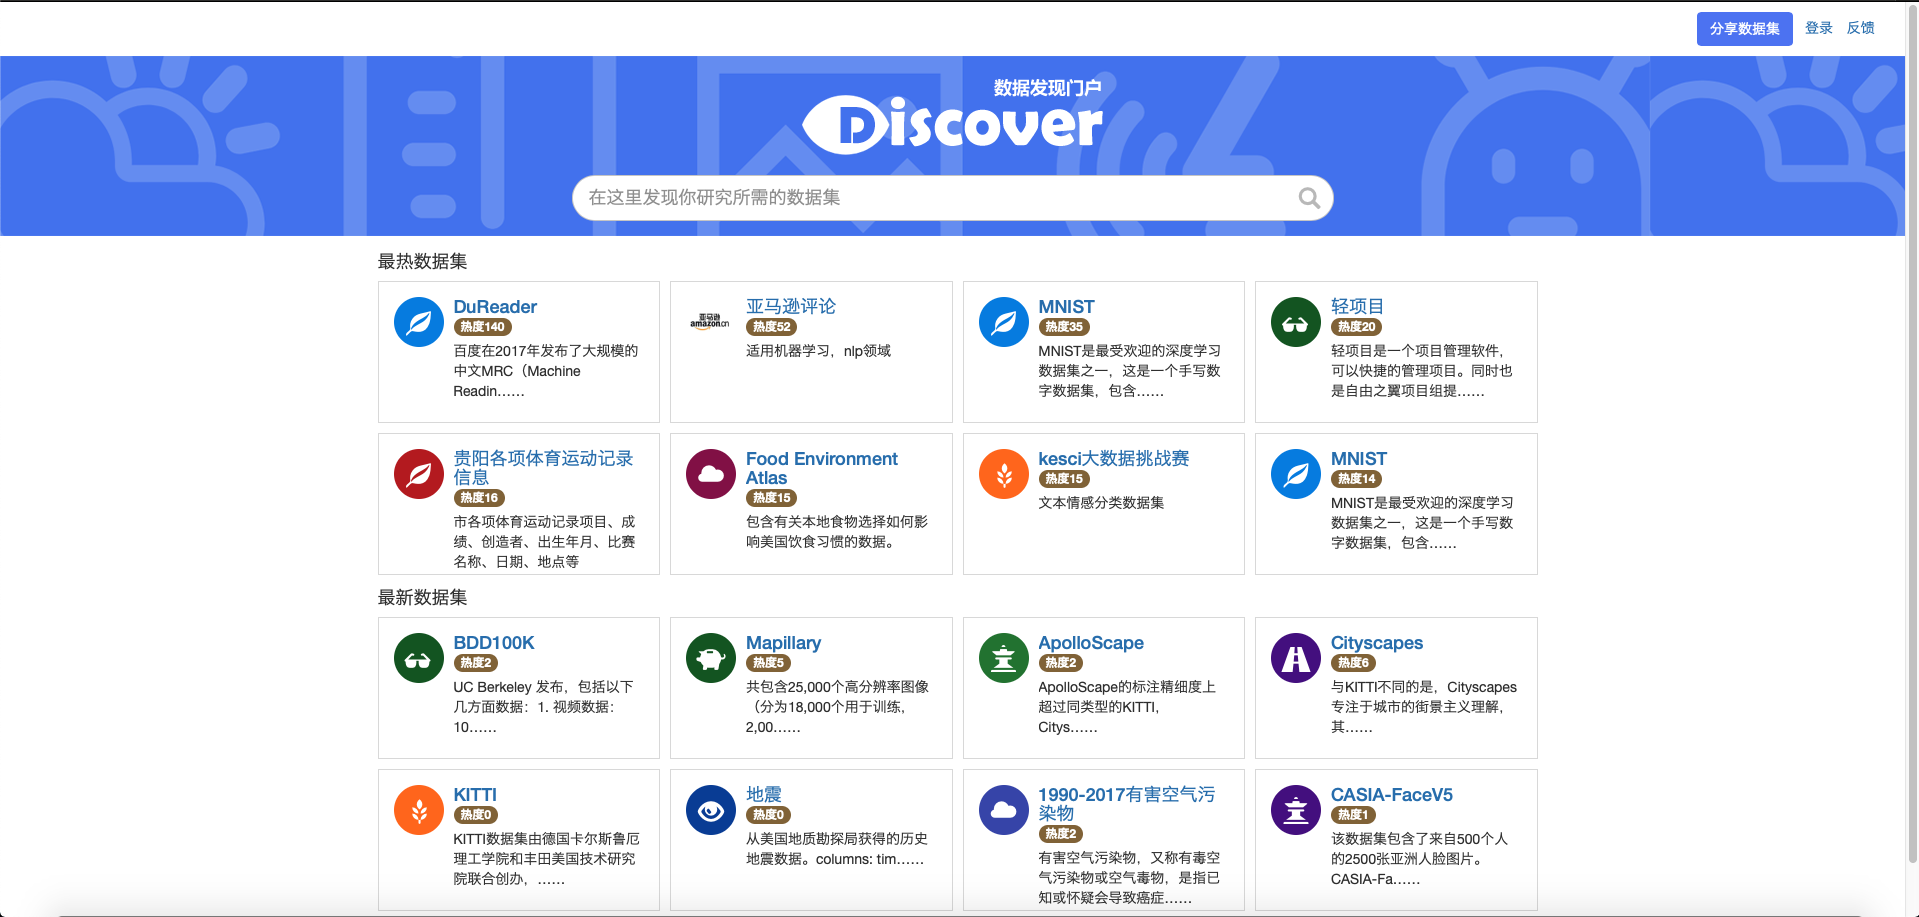 分享数据集 登录 反馈
数据发现门户
Discover
在这里发现你研究所需的数据集
最热数据集
DuReader
热度140
百度在2017年发布了大规模的
中文MRC（Machine
Readin……
亚马逊
amazon.cn
亚马逊评论
热度52
适用机器学习，nlp领域
MNIST
热度35
MNIST是最受欢迎的深度学习
数据集之一，这是一个手写数
字数据集，包含……
轻项目
热度20
轻项目是一个项目管理软件，
可以快捷的管理项目。同时也
是自由之翼项目组提……
贵阳各项体育运动记录
信息
热度16
市各项体育运动记录项目、成
绩、创造者、出生年月、比赛
名称、日期、地点等
Food Environment
Atlas
热度15
包含有关本地食物选择如何影
响美国饮食习惯的数据。
kesci大数据挑战赛
热度15
文本情感分类数据集
MNIST
热度14
MNIST是最受欢迎的深度学习
数据集之一，这是一个手写数
字数据集，包含……
最新数据集
BDD100K
热度2
UC Berkeley 发布，包括以下
几方面数据：1. 视频数据：
10……
Mapillary
热度5
共包含25,000个高分辨率图像
（分为18,000个用于训练，
2,00……
ApolloScape
热度2
ApolloScape的标注精细度上
超过同类型的KITTI，
Citys……
Cityscapes
热度6
与KITTI不同的是，Cityscapes
专注于城市的街景主义理解，
其……
KITTI
热度0
KITTI数据集由德国卡尔斯鲁厄
理工学院和丰田美国技术研究
院联合创办，……
地震
热度0
从美国地质勘探局获得的历史
地震数据。columns: tim……
1990-2017有害空气污
染物
热度2
有害空气污染物，又称有毒空
气污染物或空气毒物，是指已
知或怀疑会导致癌症……
CASIA-FaceV5
热度1
该数据集包含了来自500个人
的2500张亚洲人脸图片。
CASIA-Fa……